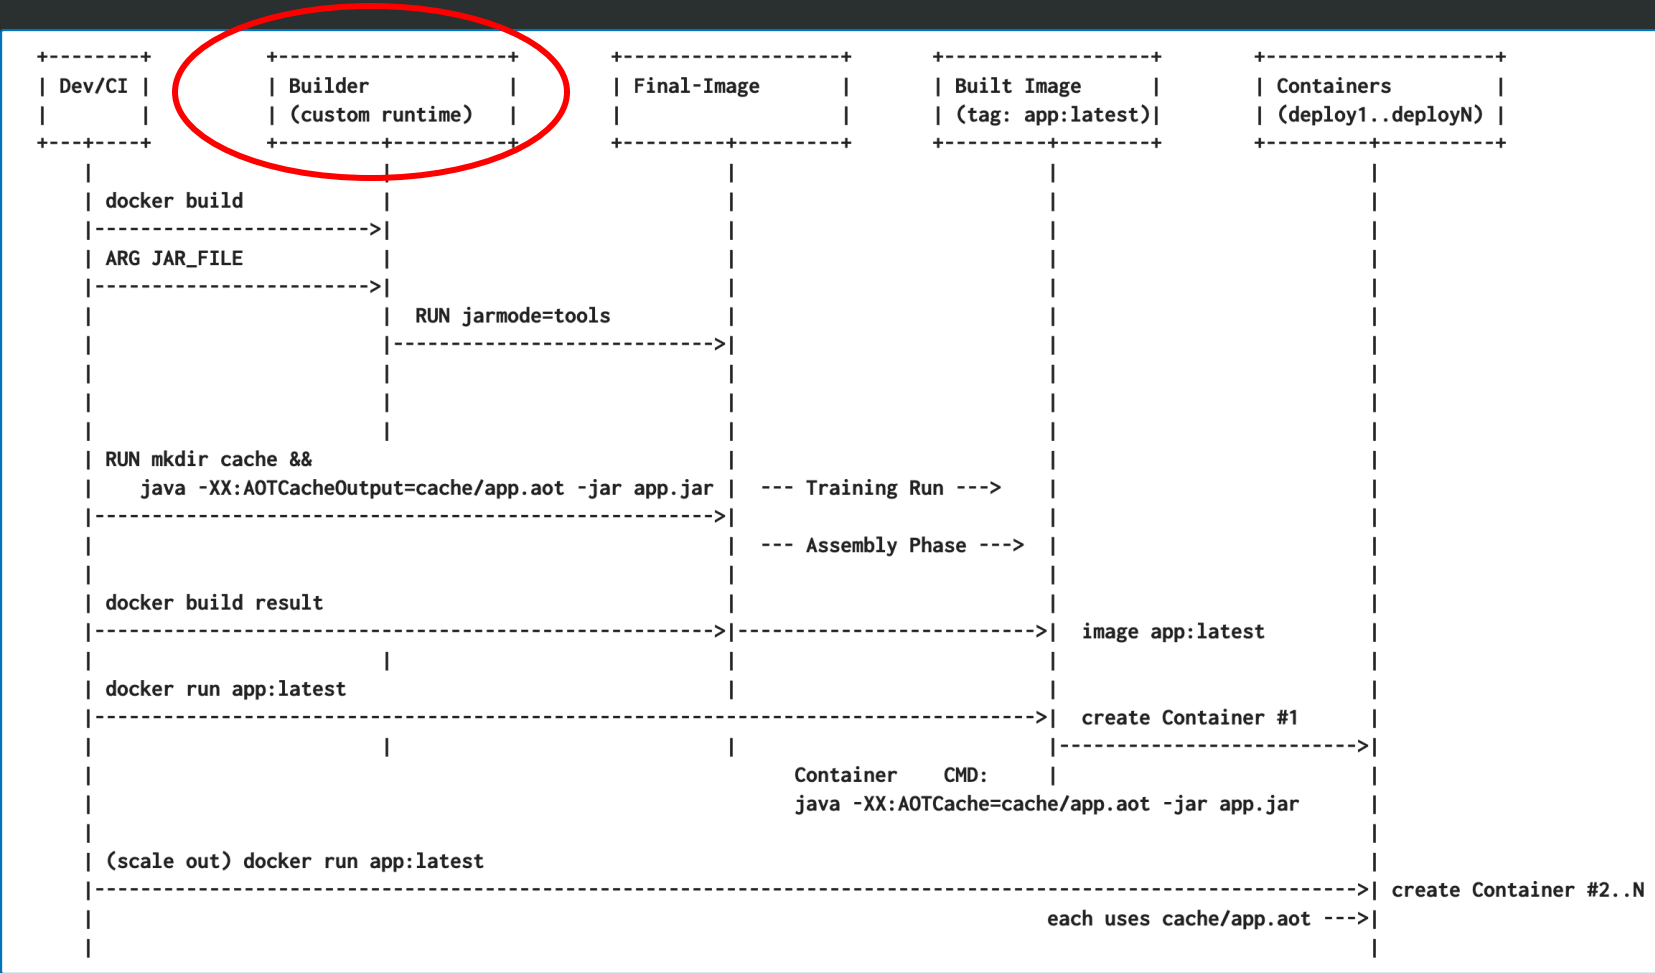 +--------+          +--------------------+        +-------------------+       +------------------+        +--------------------+
| Dev/CI |          | Builder            |        | Final-Image       |       | Built Image      |        | Containers         |
|        |          | (custom runtime)   |        |                   |       | (tag: app:latest)|        | (deploy1..deployN) |
+---+----+          +---------+----------+        +---------+---------+       +---------+--------+        +---------+----------+
| docker build
|------------------------>|
| ARG JAR_FILE
|------------------------>|
| RUN jarmode=tools
|---------------------------->|
| RUN mkdir cache &&
| java -XX:AOTCacheOutput=cache/app.aot -jar app.jar | --- Training Run --->
|------------------------------------------------------>|
| --- Assembly Phase --->
| docker build result
|------------------------------------------------------>|-------------------------->| image app:latest
| docker run app:latest
|---------------------------------------------------------------------------------->| create Container #1
|-------------------------->|
Container    CMD:
java -XX:AOTCache=cache/app.aot -jar app.jar
| (scale out) docker run app:latest
|--------------------------------------------------------------------------------------------------------------->| create Container #2..N
each uses cache/app.aot --->|